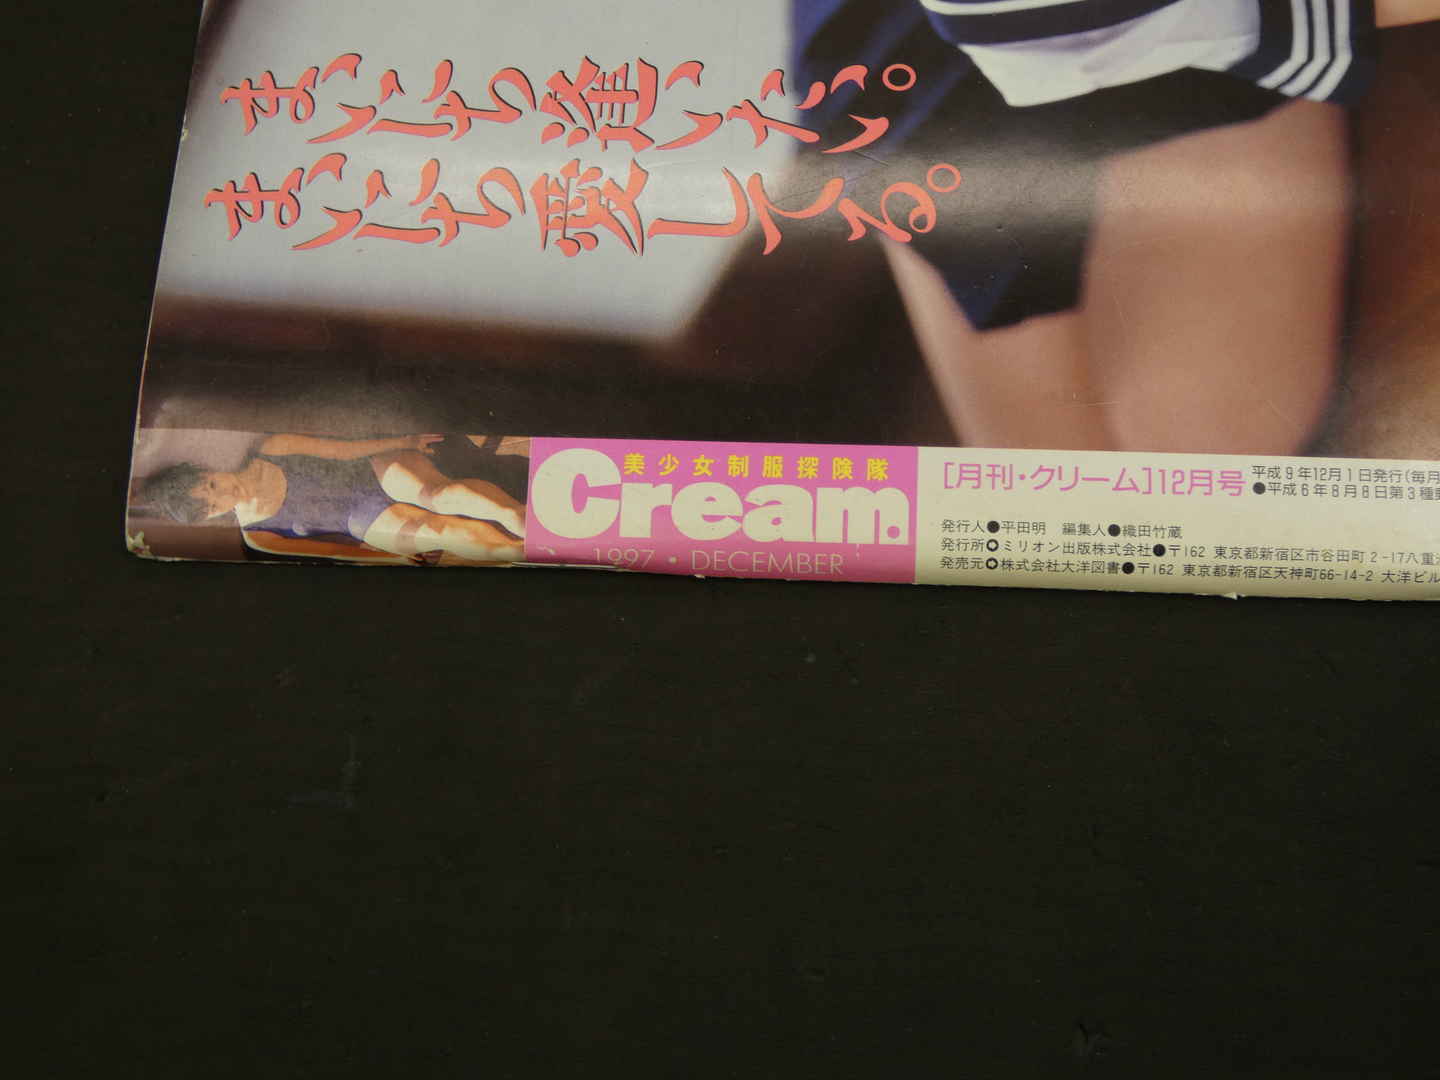 まいにち逢いたい。
まいにち愛してる。
美少女制服探険隊
Cream.
1997・DECEMBER
[月刊・クリーム]12月号
平成9年12月1日発行(毎月
●平成6年8月8日第3種
発行人●平田明　編集人●織田竹蔵
発行所✪ミリオン出版株式会社●〒162 東京都新宿区市谷田町2-17八重
発売元✪株式会社大洋図書●〒162 東京都新宿区天神町66-14-2 大洋ビル